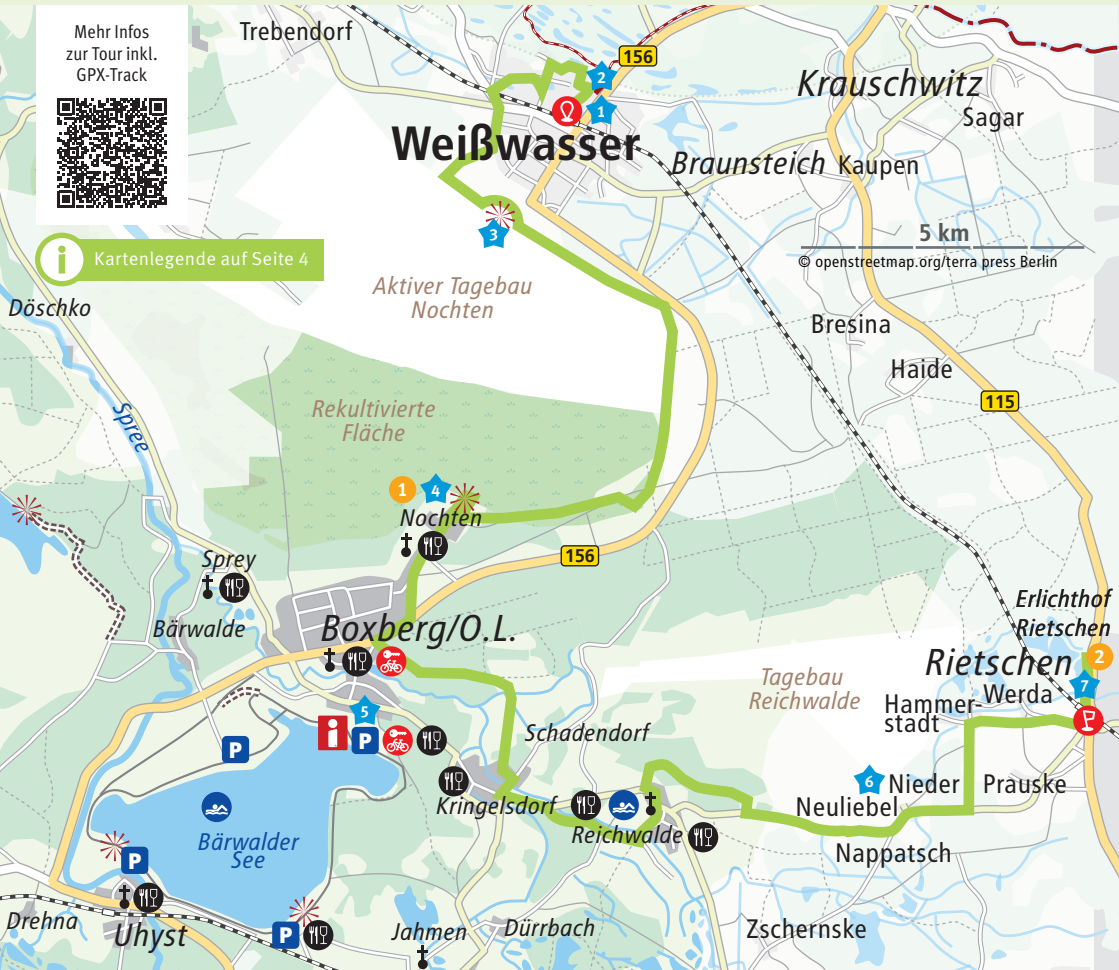 Mehr Infos
zur Tour inkl.
GPX-Track
Trebendorf
156
2
Krauschwitz
Sagar
1
Weißwasser
Braunsteich
Kaupen
3
5 km
© openstreetmap.org/terra press Berlin
i Kartenlegende auf Seite 4
Aktiver Tagebau
Nochten
Döschko
Bresina
Haide
115
Spree
Rekultivierte
Fläche
1
4
Nochten
156
Sprey
Bärwalde
Boxberg/O.L.
Erlichthof
Rietschen
2
Rietschen
7
Tagebau
Reichwalde
Hammer-
stadt
Werda
5
i
P
P
Schadendorf
6
Nieder
Prauske
Kringelsdorf
Neuliebel
Reichwalde
Nappatsch
Bärwalder
See
P
Drehna
Uhyst
P
Jahmen
Dürrbach
Zschernske